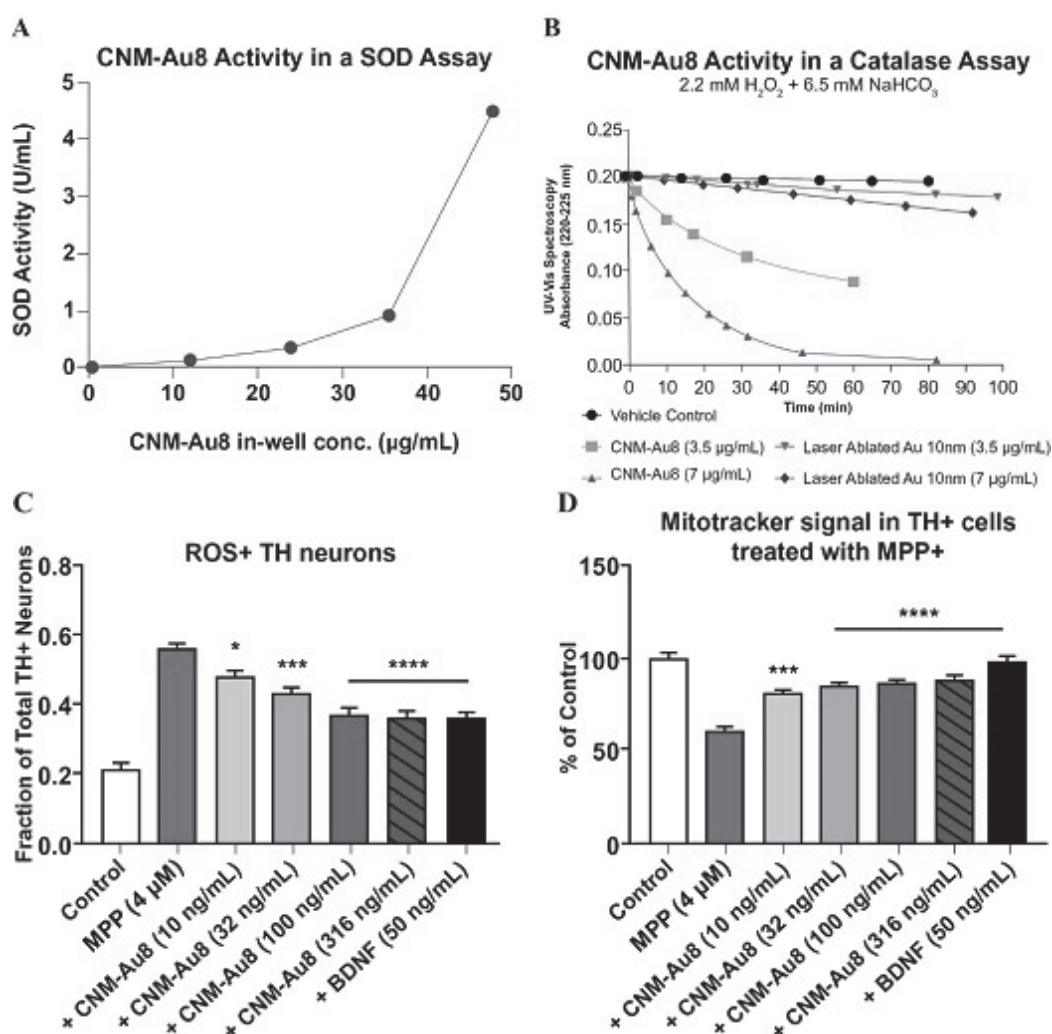 A
CNM-Au8 Activity in a SOD Assay
SOD Activity (U/mL)
5
4
3
2
1
0
0 10 20 30 40 50
CNM-Au8 in-well conc. (µg/mL)
B
CNM-Au8 Activity in a Catalase Assay
2.2 mM H₂O₂ + 6.5 mM NaHCO₃
UV-Vis Spectroscopy
Absorbance (220-225 nm)
0.25
0.20
0.15
0.10
0.05
0.00
0 10 20 30 40 50 60 70 80 90 100
Time (min)
Vehicle Control
CNM-Au8 (3.5 µg/mL)
CNM-Au8 (7 µg/mL)
Laser Ablated Au 10nm (3.5 µg/mL)
Laser Ablated Au 10nm (7 µg/mL)
C
ROS+ TH neurons
Fraction of Total TH+ Neurons
0.8
0.6
0.4
0.2
0.0
*
***
****
Control
MPP (4 µM)
+ CNM-Au8 (10 ng/mL)
+ CNM-Au8 (32 ng/mL)
+ CNM-Au8 (100 ng/mL)
+ CNM-Au8 (316 ng/mL)
+ BDNF (50 ng/mL)
D
Mitotracker signal in TH+ cells
treated with MPP+
% of Control
150
100
50
0
***
****
Control
MPP (4 µM)
+ CNM-Au8 (10 ng/mL)
+ CNM-Au8 (32 ng/mL)
+ CNM-Au8 (100 ng/mL)
+ CNM-Au8 (316 ng/mL)
+ BDNF (50 ng/mL)